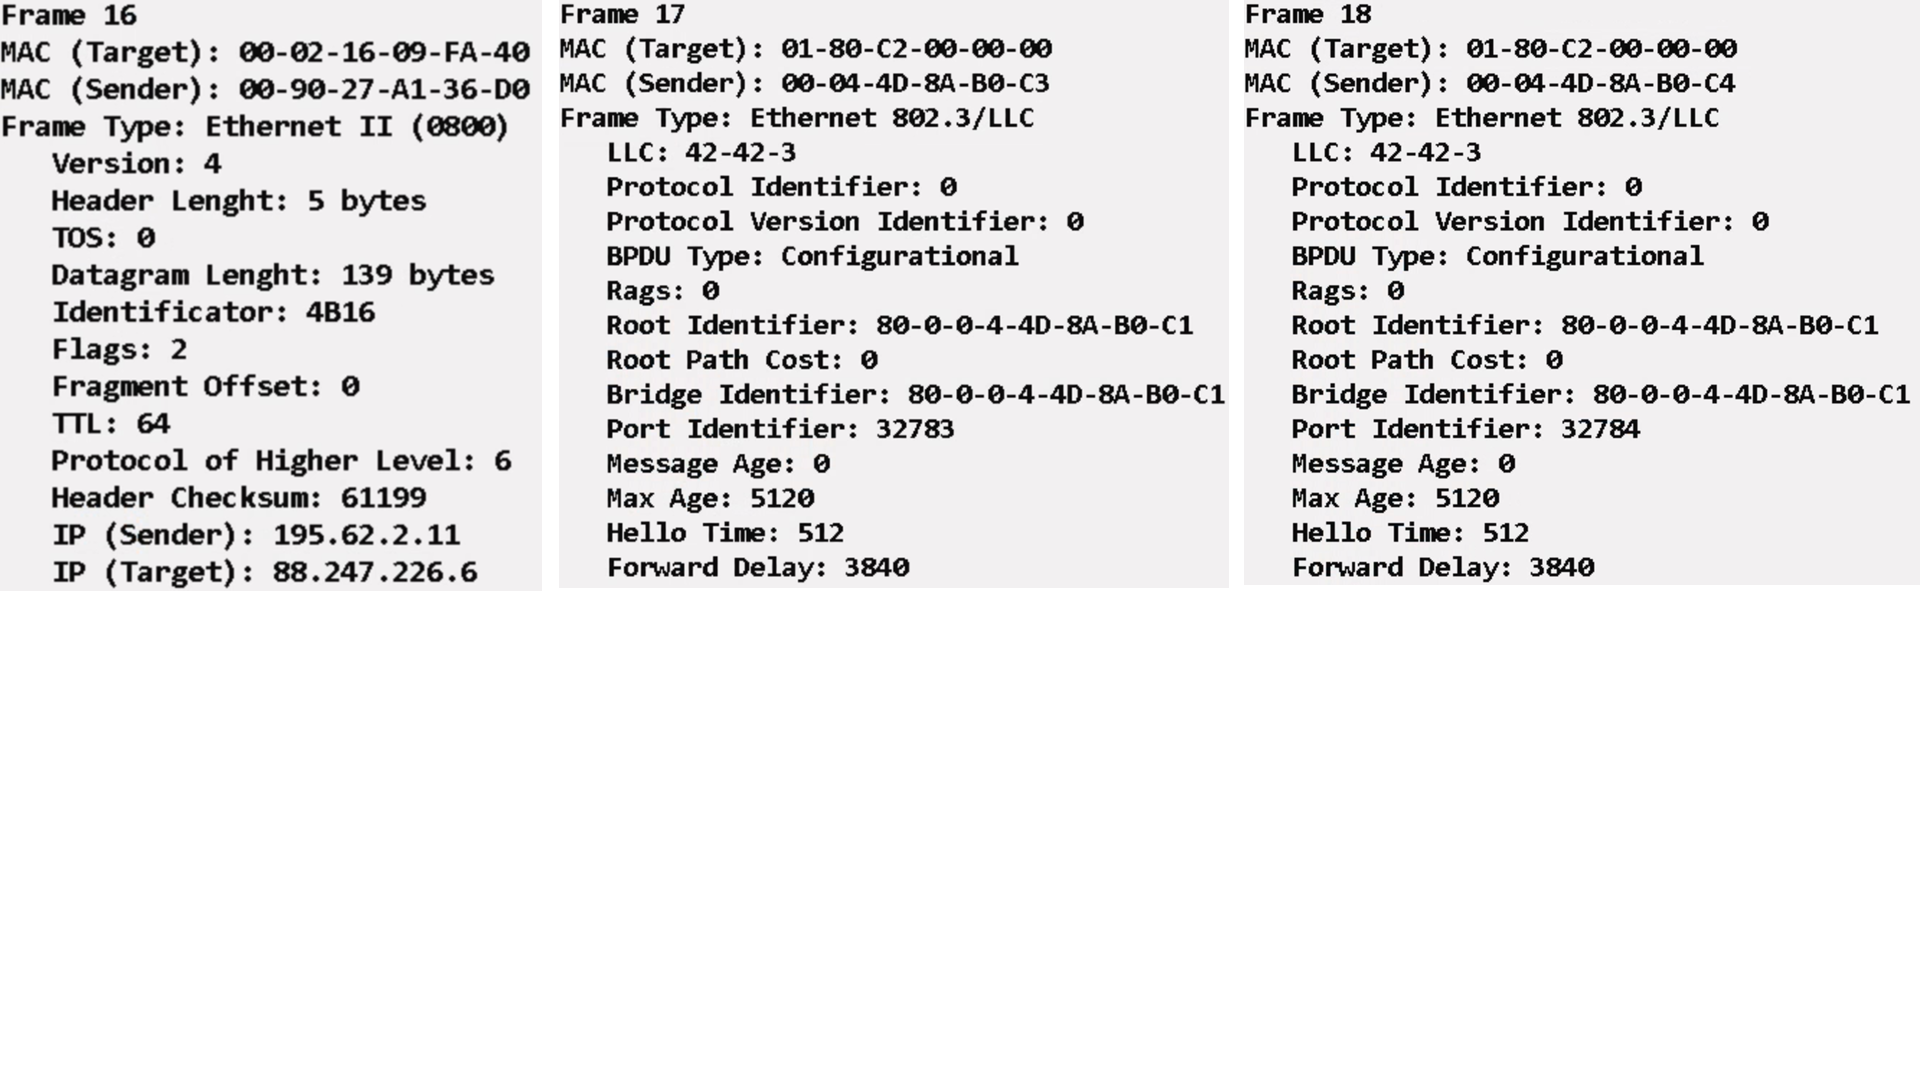 Frame 16
MAC (Target): 00-02-16-09-FA-40
MAC (Sender): 00-90-27-A1-36-D0
Frame Type: Ethernet II (0800)
Version: 4
Header Lenght: 5 bytes
TOS: 0
Datagram Lenght: 139 bytes
Identificator: 4B16
Flags: 2
Fragment Offset: 0
TTL: 64
Protocol of Higher Level: 6
Header Checksum: 61199
IP (Sender): 195.62.2.11
IP (Target): 88.247.226.6
Frame 17
MAC (Target): 01-80-C2-00-00-00
MAC (Sender): 00-04-4D-8A-B0-C3
Frame Type: Ethernet 802.3/LLC
LLC: 42-42-3
Protocol Identifier: 0
Protocol Version Identifier: 0
BPDU Type: Configurational
Rags: 0
Root Identifier: 80-0-0-4-4D-8A-B0-C1
Root Path Cost: 0
Bridge Identifier: 80-0-0-4-4D-8A-B0-C1
Port Identifier: 32783
Message Age: 0
Max Age: 5120
Hello Time: 512
Forward Delay: 3840
Frame 18
MAC (Target): 01-80-C2-00-00-00
MAC (Sender): 00-04-4D-8A-B0-C4
Frame Type: Ethernet 802.3/LLC
LLC: 42-42-3
Protocol Identifier: 0
Protocol Version Identifier: 0
BPDU Type: Configurational
Rags: 0
Root Identifier: 80-0-0-4-4D-8A-B0-C1
Root Path Cost: 0
Bridge Identifier: 80-0-0-4-4D-8A-B0-C1
Port Identifier: 32784
Message Age: 0
Max Age: 5120
Hello Time: 512
Forward Delay: 3840